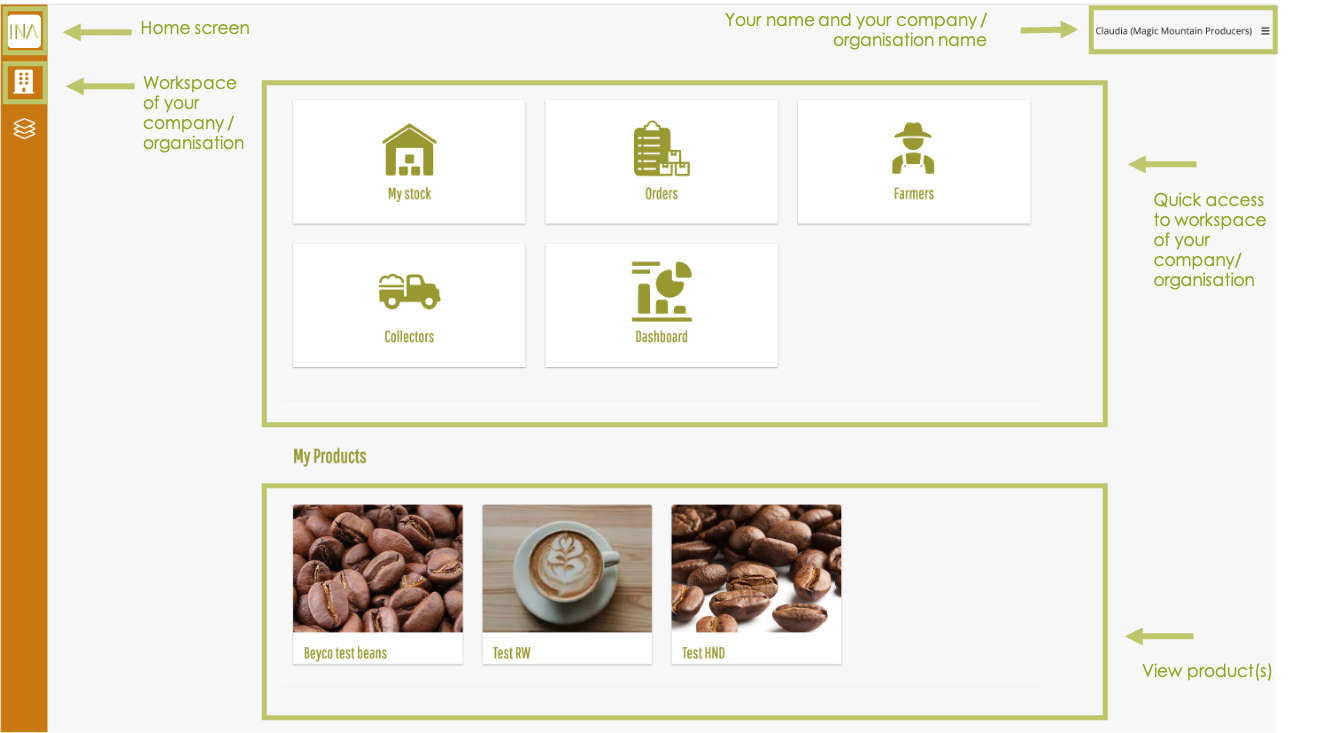 INA
Home screen
Your name and your company /
organisation name
Claudia (Magic Mountain Producers)
Workspace
of your
company /
organisation
My stock
Orders
Farmers
Quick access
to workspace
of your
company/
organisation
Collectors
Dashboard
My Products
Beyco test beans
Test RW
Test HND
View product(s)